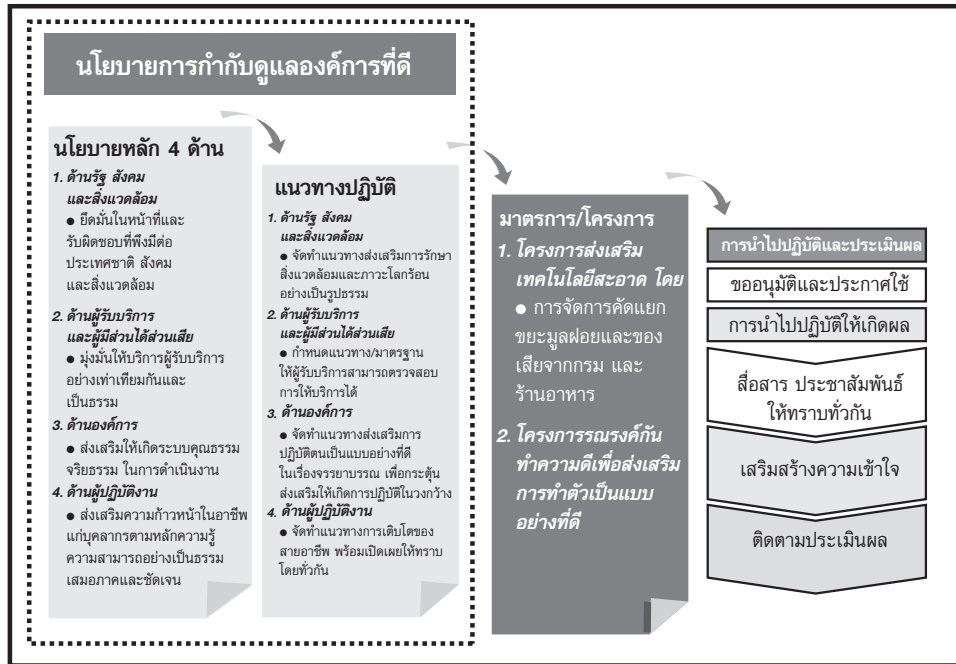 นโยบายการกำกับดูแลองค์การที่ดี
นโยบายหลัก 4 ด้าน
1. ด้านรัฐ สังคม
และสิ่งแวดล้อม
● ยึดมั่นในหน้าที่และ
รับผิดชอบที่พึงมีต่อ
ประเทศชาติ สังคม
และสิ่งแวดล้อม
2. ด้านผู้รับบริการ
และผู้มีส่วนได้ส่วนเสีย
● มุ่งมั่นให้บริการผู้รับบริการ
อย่างเท่าเทียมกันและ
เป็นธรรม
3. ด้านองค์การ
● ส่งเสริมให้เกิดระบบคุณธรรม
จริยธรรม ในการดำเนินงาน
4. ด้านผู้ปฏิบัติงาน
● ส่งเสริมความก้าวหน้าในอาชีพ
แก่บุคลากรตามหลักความรู้
ความสามารถอย่างเป็นธรรม
เสมอภาคและชัดเจน
แนวทางปฏิบัติ
1. ด้านรัฐ สังคม
และสิ่งแวดล้อม
● จัดทำแนวทางส่งเสริมการรักษา
สิ่งแวดล้อมและภาวะโลกร้อน
อย่างเป็นรูปธรรม
2. ด้านผู้รับบริการ
และผู้มีส่วนได้ส่วนเสีย
● กำหนดแนวทาง/มาตรฐาน
ให้ผู้รับบริการสามารถตรวจสอบ
การให้บริการได้
3. ด้านองค์การ
● จัดทำแนวทางส่งเสริมการ
ปฏิบัติตนเป็นแบบอย่างที่ดี
ในเรื่องจรรยาบรรณ เพื่อกระตุ้น
ส่งเสริมให้เกิดการปฏิบัติในวงกว้าง
4. ด้านผู้ปฏิบัติงาน
● จัดทำแนวทางการเติบโตของ
สายอาชีพ พร้อมเปิดเผยให้ทราบ
โดยทั่วกัน
มาตรการ/โครงการ
1. โครงการส่งเสริม
เทคโนโลยีสะอาด โดย
● การจัดการคัดแยก
ขยะมูลฝอยและของ
เสียจากกรม และ
ร้านอาหาร
2. โครงการรณรงค์กัน
ทำความดีเพื่อส่งเสริม
การทำตัวเป็นแบบ
อย่างที่ดี
การนำไปปฏิบัติและประเมินผล
ขออนุมัติและประกาศใช้
การนำไปปฏิบัติให้เกิดผล
สื่อสาร ประชาสัมพันธ์
ให้ทราบทั่วกัน
เสริมสร้างความเข้าใจ
ติดตามประเมินผล